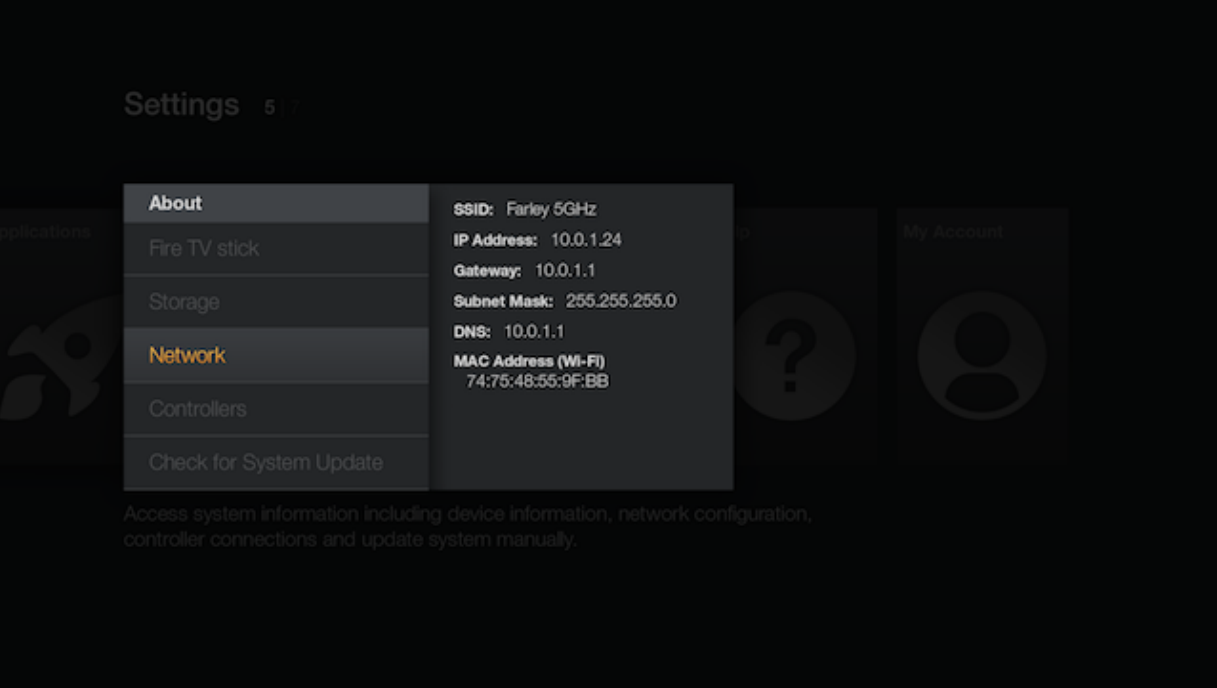 Settings 5 | 7
About
Fire TV stick
Storage
Network
Controllers
Check for System Update
SSID: Farley 5GHz
IP Address: 10.0.1.24
Gateway: 10.0.1.1
Subnet Mask: 255.255.255.0
DNS: 10.0.1.1
MAC Address (Wi-Fi)
74:75:48:55:9F:BB
pplications
lp
My Account
Access system information including device information, network configuration,
controller connections and update system manually.